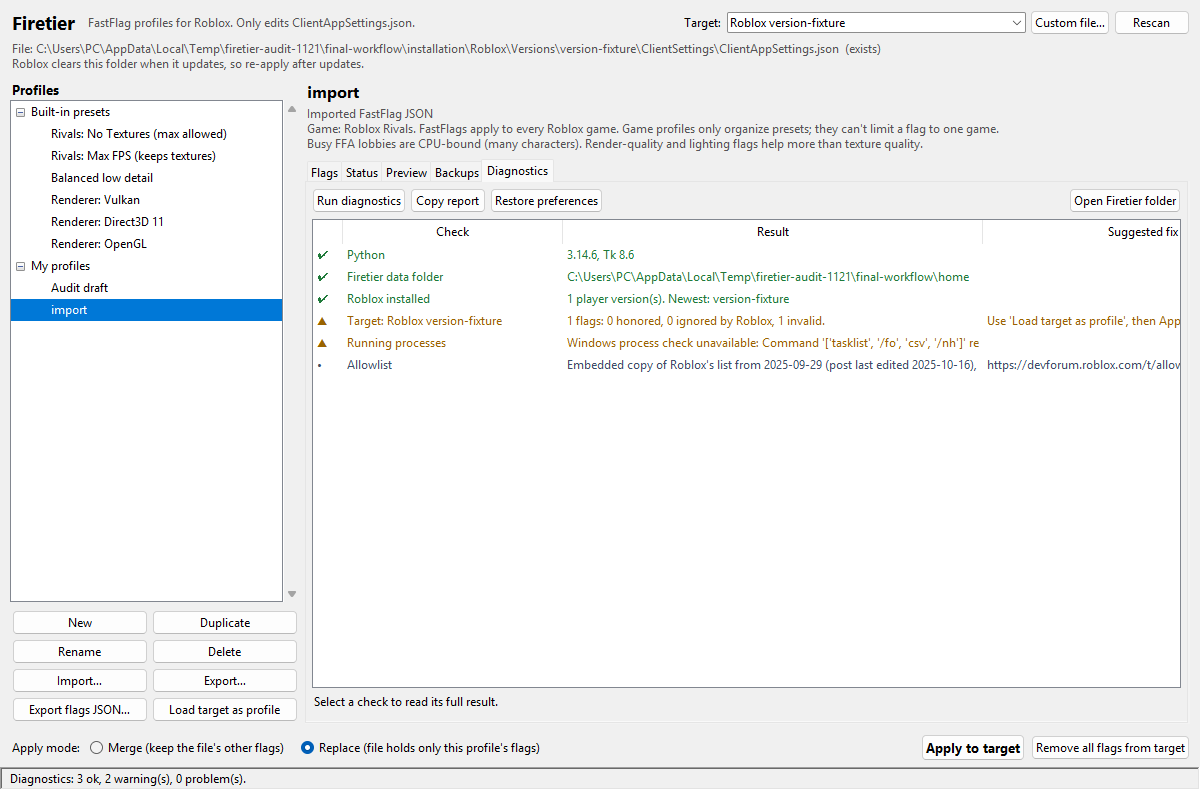 Firetier FastFlag profiles for Roblox. Only edits ClientAppSettings.json. Target: Roblox version-fixture Custom file... Rescan
File: C:\Users\PC\AppData\Local\Temp\firetier-audit-1121\final-workflow\installation\Roblox\Versions\version-fixture\ClientSettings\ClientAppSettings.json (exists)
Roblox clears this folder when it updates, so re-apply after updates.
Profiles
Built-in presets
Rivals: No Textures (max allowed)
Rivals: Max FPS (keeps textures)
Balanced low detail
Renderer: Vulkan
Renderer: Direct3D 11
Renderer: OpenGL
My profiles
Audit draft
import
New Duplicate
Rename Delete
Import... Export...
Export flags JSON... Load target as profile
import
Imported FastFlag JSON
Game: Roblox Rivals. FastFlags apply to every Roblox game. Game profiles only organize presets; they can't limit a flag to one game.
Busy FFA lobbies are CPU-bound (many characters). Render-quality and lighting flags help more than texture quality.
Flags Status Preview Backups Diagnostics
Run diagnostics Copy report Restore preferences Open Firetier folder
Check Result Suggested fix
✔ Python 3.14.6, Tk 8.6
✔ Firetier data folder C:\Users\PC\AppData\Local\Temp\firetier-audit-1121\final-workflow\home
✔ Roblox installed 1 player version(s). Newest: version-fixture
▲ Target: Roblox version-fixture 1 flags: 0 honored, 0 ignored by Roblox, 1 invalid. Use 'Load target as profile', then App
▲ Running processes Windows process check unavailable: Command '['tasklist', '/fo', 'csv', '/nh']' re
• Allowlist Embedded copy of Roblox's list from 2025-09-29 (post last edited 2025-10-16), https://devforum.roblox.com/t/allow
Select a check to read its full result.
Apply mode: Merge (keep the file's other flags) Replace (file holds only this profile's flags) Apply to target Remove all flags from target
Diagnostics: 3 ok, 2 warning(s), 0 problem(s).